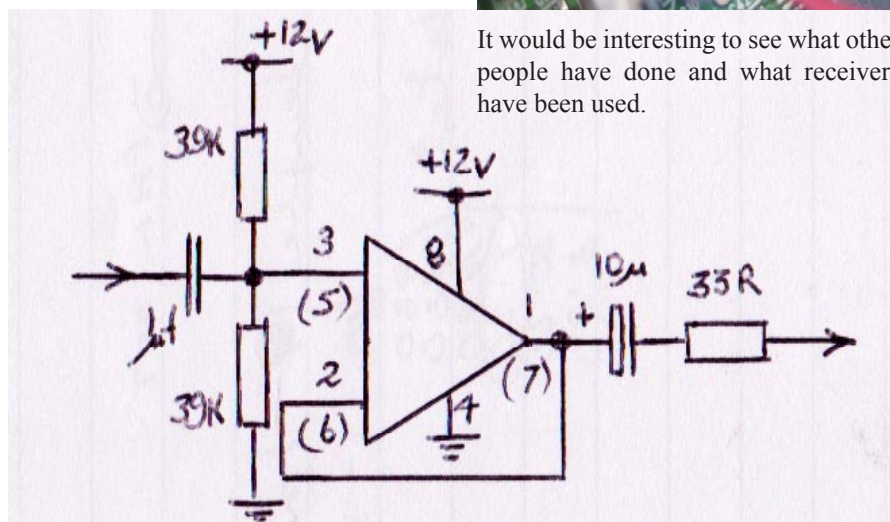 It would be interesting to see what othe
people have done and what receiver
have been used.
+12V
39K
+12V
3
8
(5)
1µf
1
+
10µ
33R
2
(6)
39K
4
(7)